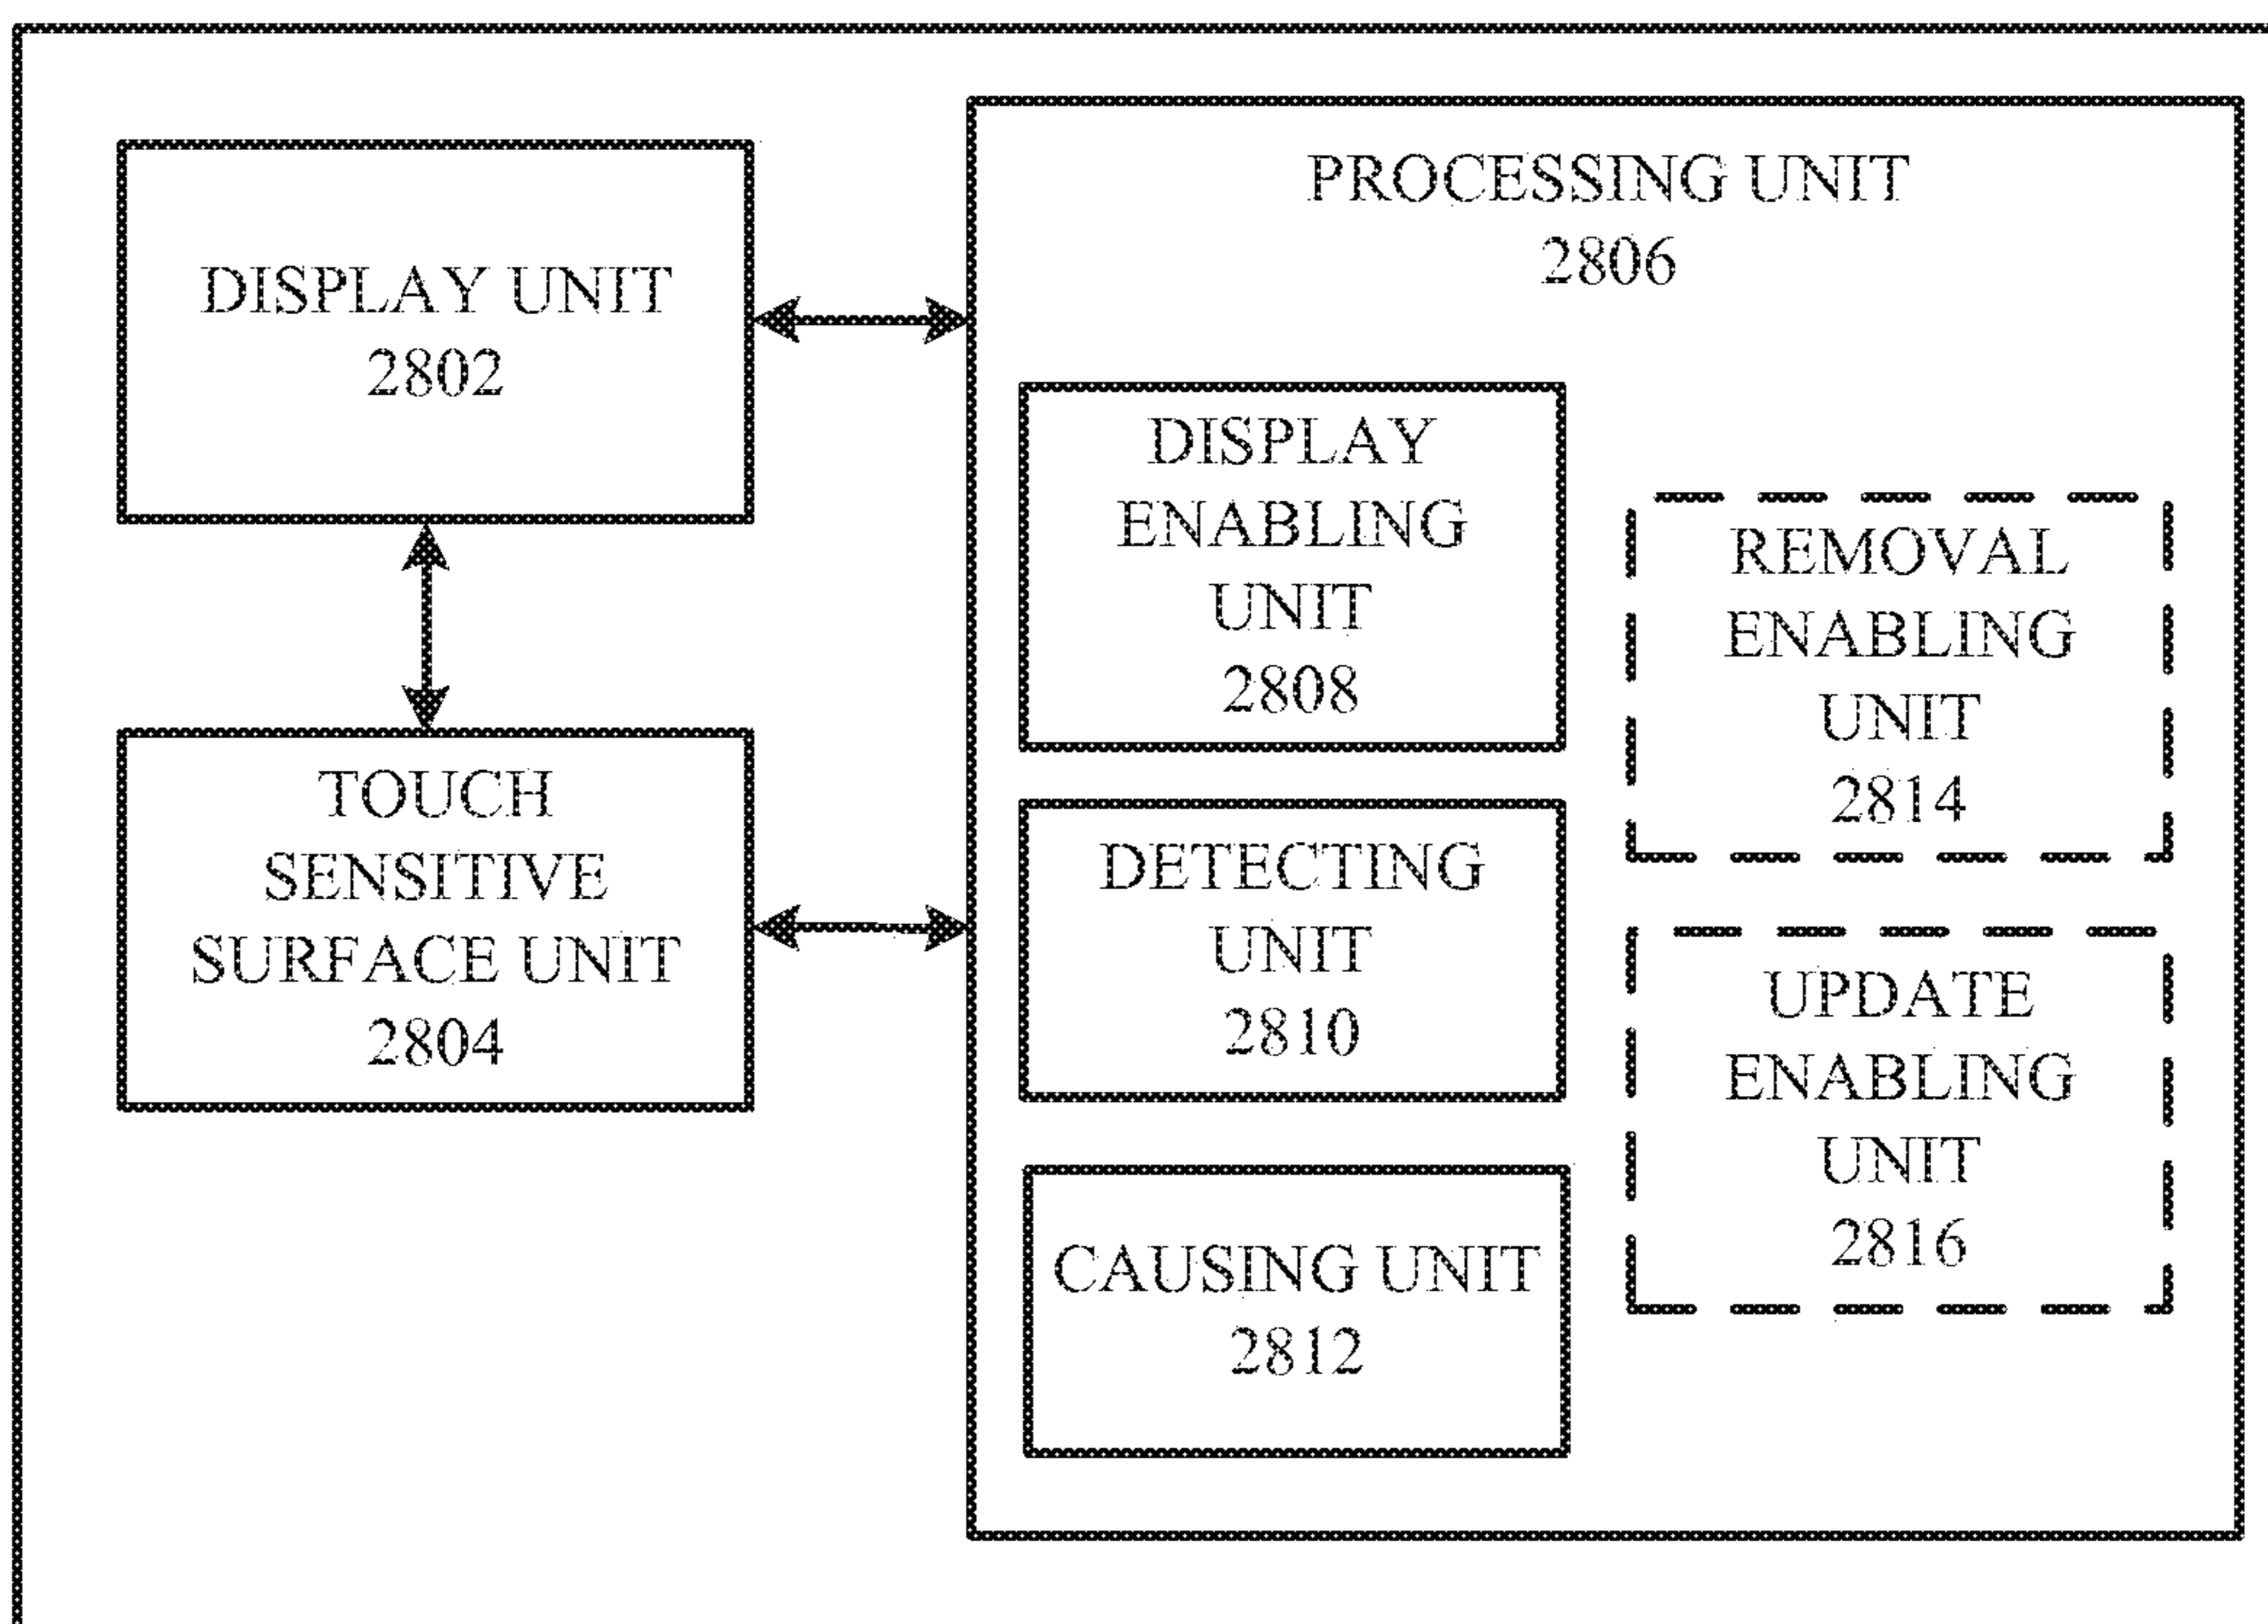 DISPLAY UNIT
2802
TOUCH
SENSITIVE
SURFACE UNIT
2804
PROCESSING UNIT
2806
DISPLAY
ENABLING
UNIT
2808
DETECTING
UNIT
2810
CAUSING UNIT
2812
REMOVAL
ENABLING
UNIT
2814
UPDATE
ENABLING
UNIT
2816